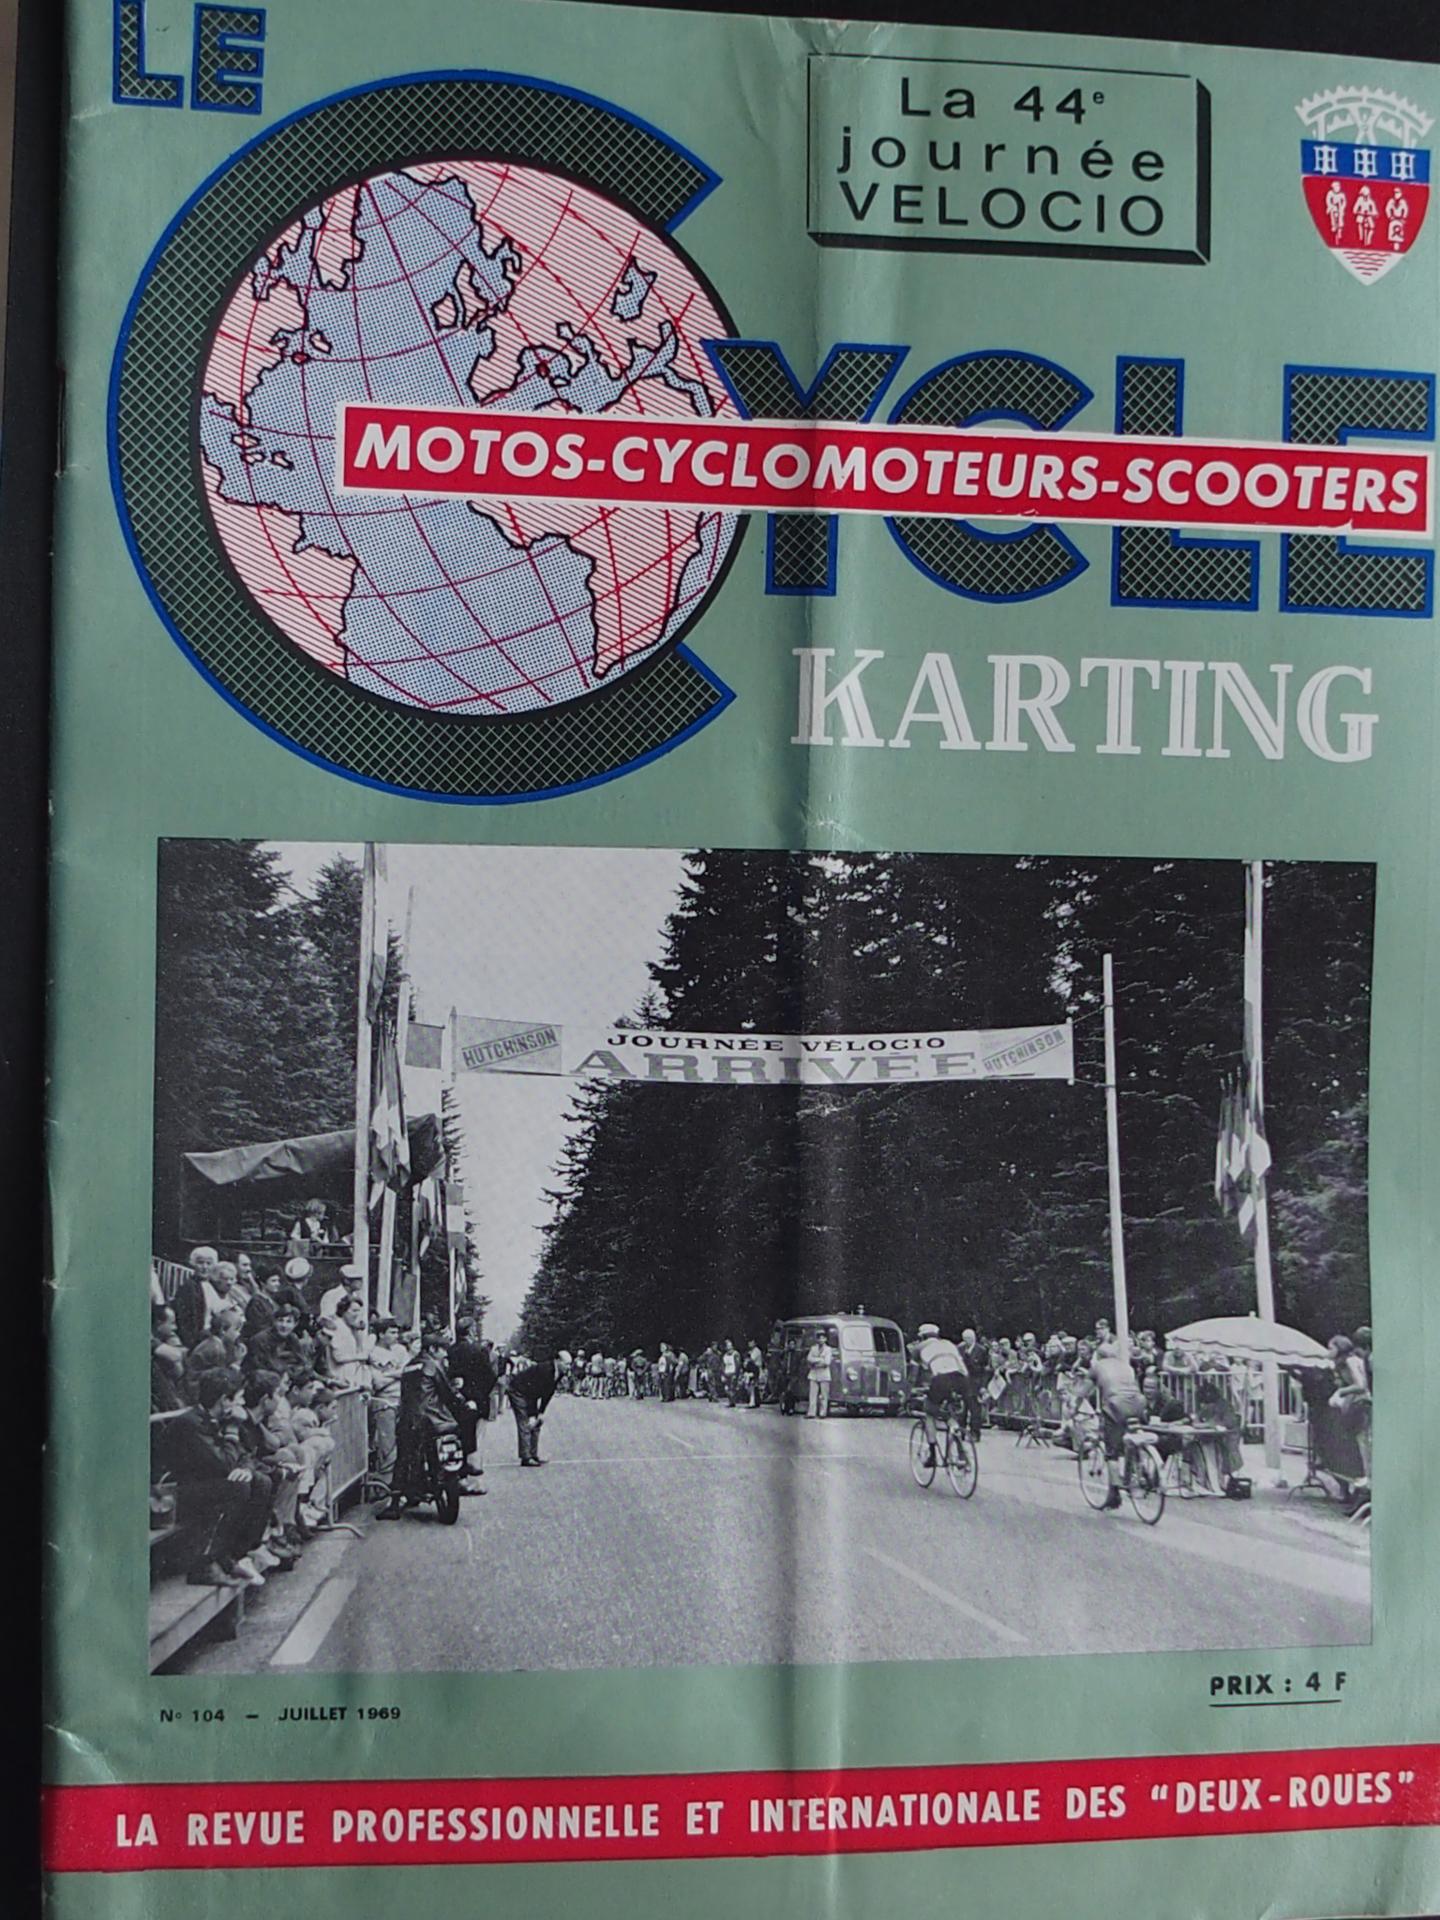 LE
La 44e
journée
VELOCIO
CYCLE
MOTOS-CYCLOMOTEURS-SCOOTERS
KARTING
HUTCHINSON
JOURNÉE VÉLOCIO
ARRIVÉE
HUTCHINSON
PRIX : 4 F
No 104 — JUILLET 1969
LA REVUE PROFESSIONNELLE ET INTERNATIONALE DES "DEUX-ROUES"